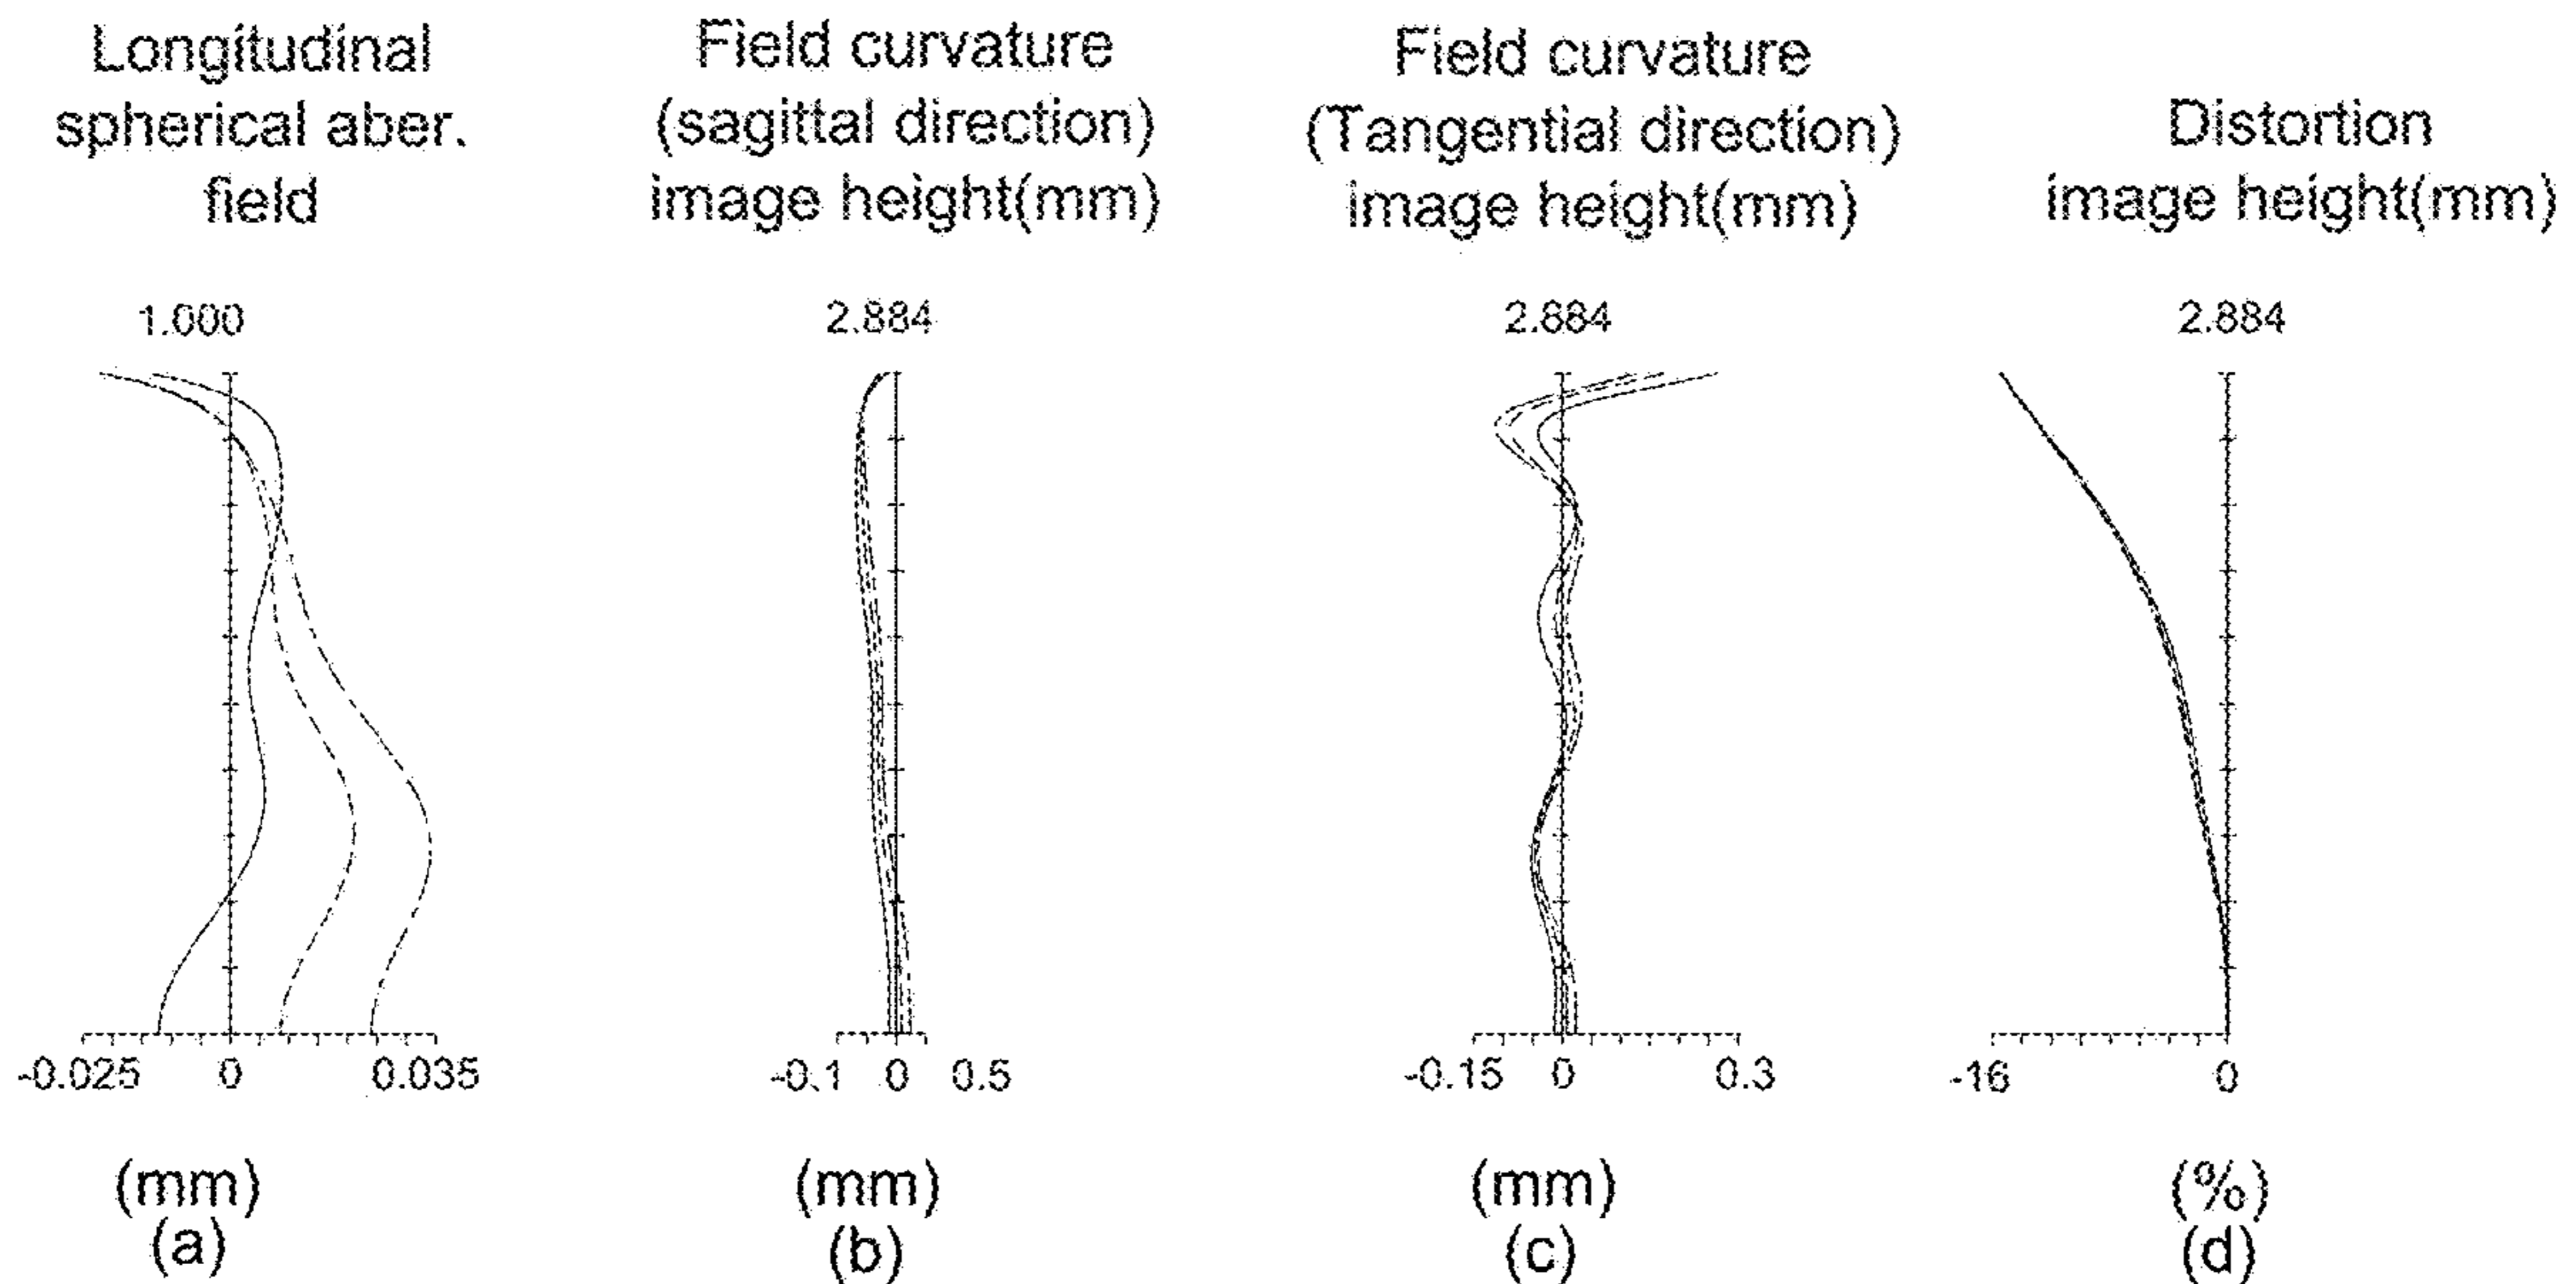 Longitudinal
spherical aber.
field
1.000
-0.025 0 0.035
(mm)
(a)
Field curvature
(sagittal direction)
image height(mm)
2.884
-0.1 0 0.5
(mm)
(b)
Field curvature
(Tangential direction)
image height(mm)
2.884
-0.15 0 0.3
(mm)
(c)
Distortion
image height(mm)
2.884
-16 0
(%)
(d)